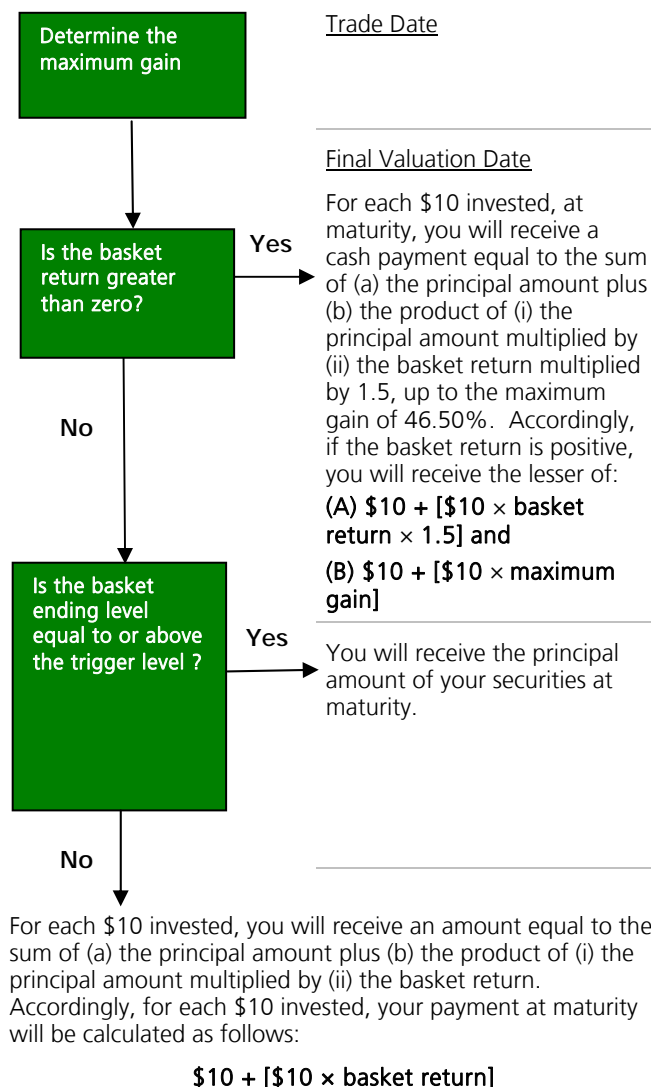 Determine the
maximum gain
Trade Date
Final Valuation Date
Is the basket
return greater
than zero?
Yes
For each $10 invested, at
maturity, you will receive a
cash payment equal to the sum
of (a) the principal amount plus
(b) the product of (i) the
principal amount multiplied by
(ii) the basket return multiplied
by 1.5, up to the maximum
gain of 46.50%.  Accordingly,
if the basket return is positive,
you will receive the lesser of:
(A) $10 + [$10 × basket
return × 1.5] and
(B) $10 + [$10 × maximum
gain]
No
Is the basket
ending level
equal to or above
the trigger level ?
Yes
You will receive the principal
amount of your securities at
maturity.
No
For each $10 invested, you will receive an amount equal to the
sum of (a) the principal amount plus (b) the product of (i) the
principal amount multiplied by (ii) the basket return.
Accordingly, for each $10 invested, your payment at maturity
will be calculated as follows:
$10 + [$10 × basket return]